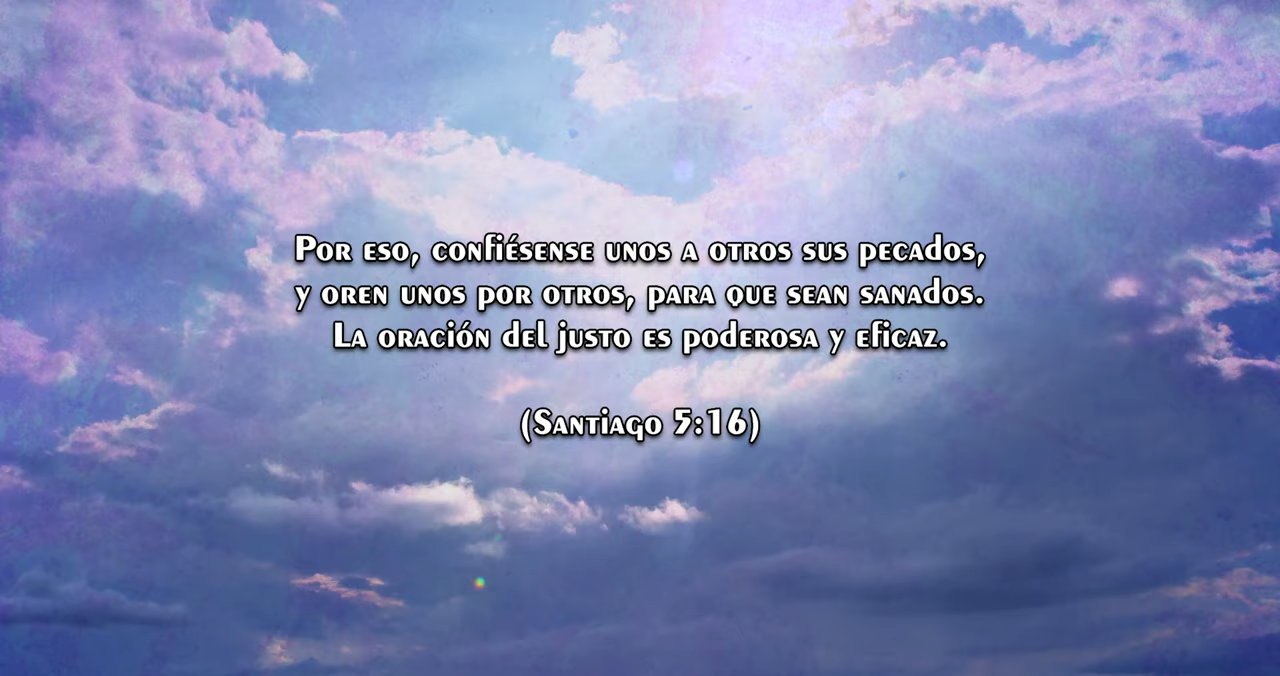 Por eso, confiésense unos a otros sus pecados,
y oren unos por otros, para que sean sanados.
La oración del justo es poderosa y eficaz.
(Santiago 5:16)